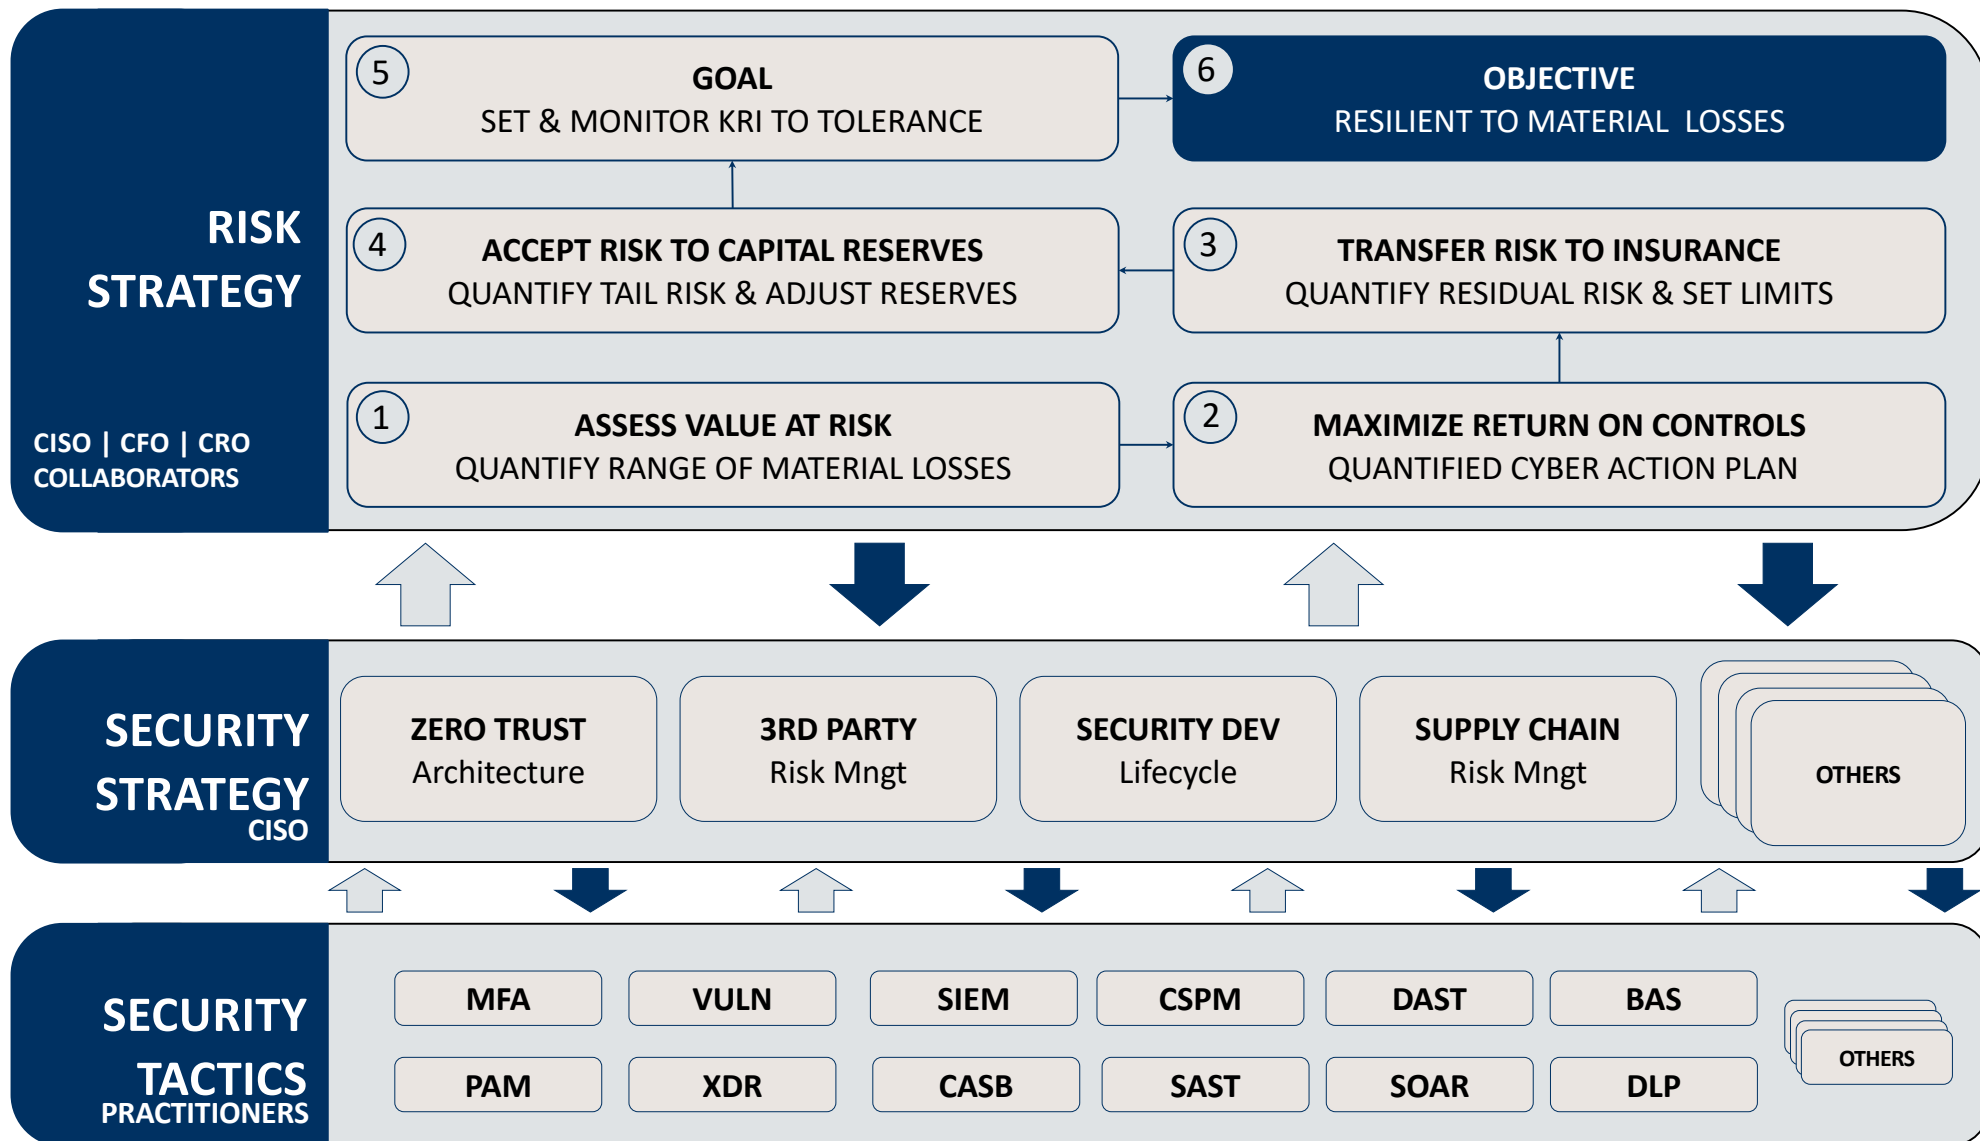 RISK
STRATEGY
CISO | CFO | CRO
COLLABORATORS
5
GOAL
SET & MONITOR KRI TO TOLERANCE
6
OBJECTIVE
RESILIENT TO MATERIAL  LOSSES
4
ACCEPT RISK TO CAPITAL RESERVES
QUANTIFY TAIL RISK & ADJUST RESERVES
3
TRANSFER RISK TO INSURANCE
QUANTIFY RESIDUAL RISK & SET LIMITS
1
ASSESS VALUE AT RISK
QUANTIFY RANGE OF MATERIAL LOSSES
2
MAXIMIZE RETURN ON CONTROLS
QUANTIFIED CYBER ACTION PLAN
SECURITY
STRATEGY
CISO
ZERO TRUST
Architecture
3RD PARTY
Risk Mngt
SECURITY DEV
Lifecycle
SUPPLY CHAIN
Risk Mngt
OTHERS
SECURITY
TACTICS
PRACTITIONERS
MFA
VULN
SIEM
CSPM
DAST
BAS
PAM
XDR
CASB
SAST
SOAR
DLP
OTHERS